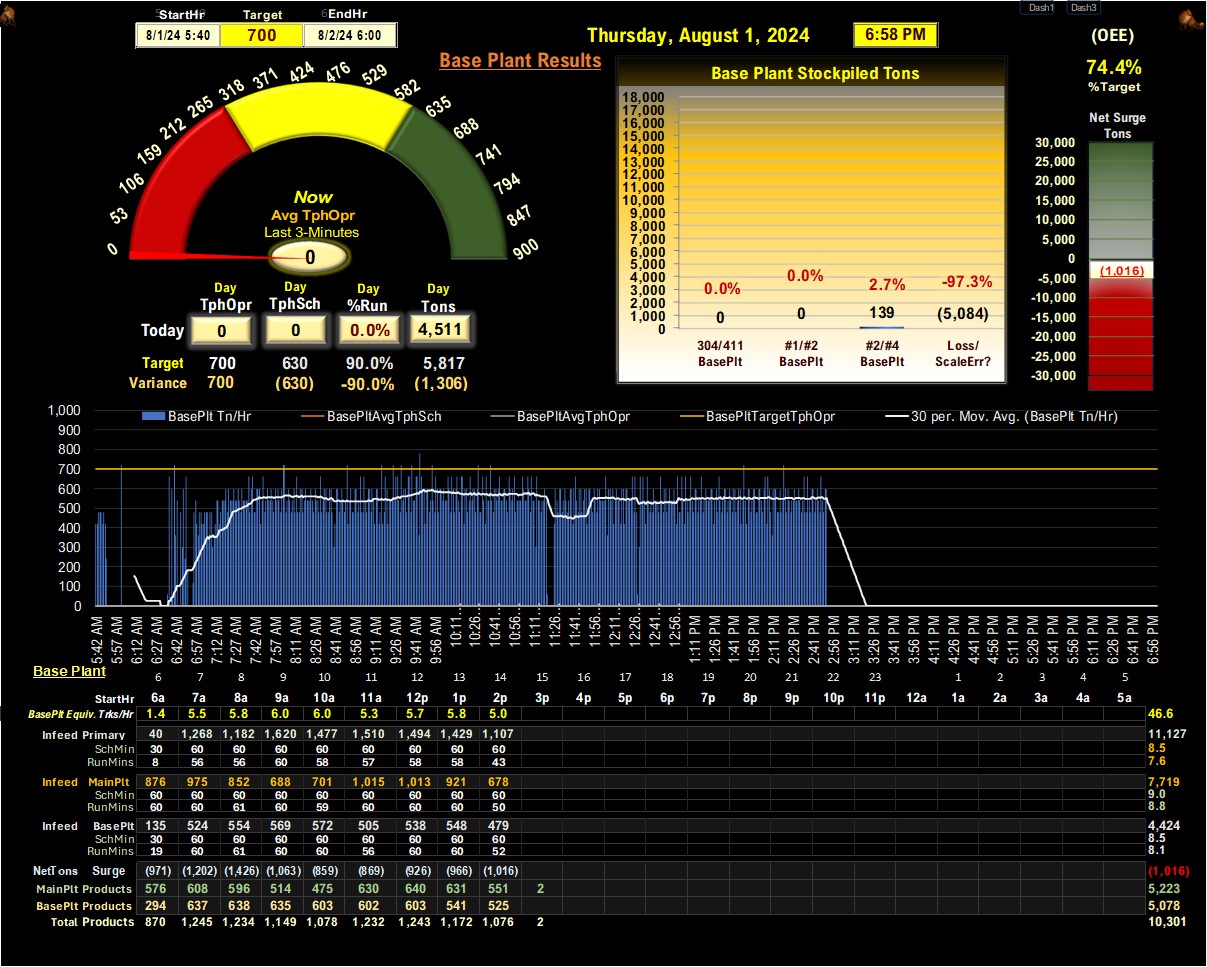 Dash1 Dash3
StartHr Target EndHr
8/1/24 5:40 700 8/2/24 6:00
Thursday, August 1, 2024 6:58 PM
(OEE)
74.4%
%Target
Base Plant Results
0 53 106 159 212 265 318 371 424 476 529 582 635 688 741 794 847 900
Now
Avg TphOpr
Last 3-Minutes
0
Day Day Day Day
TphOpr TphSch %Run Tons
Today 0 0 0.0% 4,511
Target 700 630 90.0% 5,817
Variance 700 (630) -90.0% (1,306)
Base Plant Stockpiled Tons
18,000
17,000
16,000
15,000
14,000
13,000
12,000
11,000
10,000
9,000
8,000
7,000
6,000
5,000
4,000
3,000
2,000
1,000
0
0.0% 0.0% 2.7% -97.3%
0 0 139 (5,084)
304/411 #1/#2 #2/#4 Loss/
BasePlt BasePlt BasePlt ScaleErr?
Net Surge
Tons
30,000
25,000
20,000
15,000
10,000
5,000
0
-5,000
-10,000
-15,000
-20,000
-25,000
-30,000
(1,016)
BasePlt Tn/Hr BasePltAvgTphSch BasePltAvgTphOpr BasePltTargetTphOpr 30 per. Mov. Avg. (BasePlt Tn/Hr)
1,000
900
800
700
600
500
400
300
200
100
0
5:42 AM 5:57 AM 6:12 AM 6:27 AM 6:42 AM 6:57 AM 7:12 AM 7:27 AM 7:42 AM 7:57 AM 8:11 AM 8:26 AM 8:41 AM 8:56 AM 9:11 AM 9:26 AM 9:41 AM 9:56 AM 10:11... 10:26... 10:41... 10:56... 11:11... 11:26... 11:41... 11:56... 12:11... 12:26... 12:41... 12:56... 1:11 PM 1:26 PM 1:41 PM 1:56 PM 2:11 PM 2:26 PM 2:41 PM 2:56 PM 3:11 PM 3:26 PM 3:41 PM 3:56 PM 4:11 PM 4:26 PM 4:41 PM 4:56 PM 5:11 PM 5:26 PM 5:41 PM 5:56 PM 6:11 PM 6:26 PM 6:41 PM 6:56 PM
Base Plant
6 7 8 9 10 11 12 13 14 15 16 17 18 19 20 21 22 23 1 2 3 4 5
StartHr 6a 7a 8a 9a 10a 11a 12p 1p 2p 3p 4p 5p 6p 7p 8p 9p 10p 11p 12a 1a 2a 3a 4a 5a
BasePlt Equiv. Trks/Hr 1.4 5.5 5.8 6.0 6.0 5.3 5.7 5.8 5.0 46.6
Infeed Primary 40 1,268 1,182 1,620 1,477 1,510 1,494 1,429 1,107 11,127
SchMin 30 60 60 60 60 60 60 60 60 8.5
RunMins 8 56 56 60 58 57 58 58 43 7.6
Infeed MainPlt 876 975 852 688 701 1,015 1,013 921 678 7,719
SchMin 60 60 60 60 60 60 60 60 60 9.0
RunMins 60 60 61 60 59 60 60 60 50 8.8
Infeed BasePlt 135 524 554 569 572 505 538 548 479 4,424
SchMin 30 60 60 60 60 60 60 60 60 8.5
RunMins 19 60 61 60 60 56 60 60 52 8.1
NetTons Surge (971) (1,202) (1,426) (1,063) (859) (869) (926) (966) (1,016) (1,016)
MainPlt Products 576 608 596 514 475 630 640 631 551 2 5,223
BasePlt Products 294 637 638 635 603 602 603 541 525 5,078
Total Products 870 1,245 1,234 1,149 1,078 1,232 1,243 1,172 1,076 2 10,301